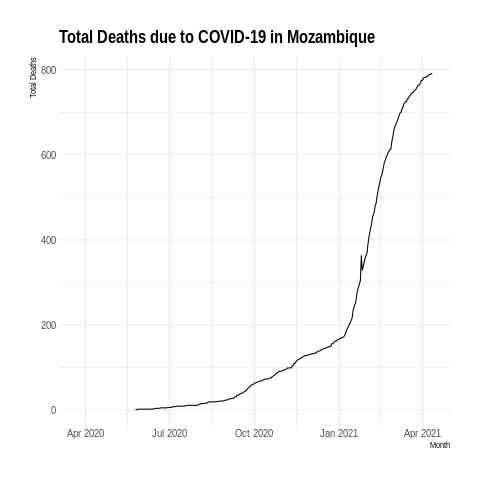 Total Deaths due to COVID-19 in Mozambique
Total Deaths
800
600
400
200
0
Apr 2020 Jul 2020 Oct 2020 Jan 2021 Apr 2021
Month